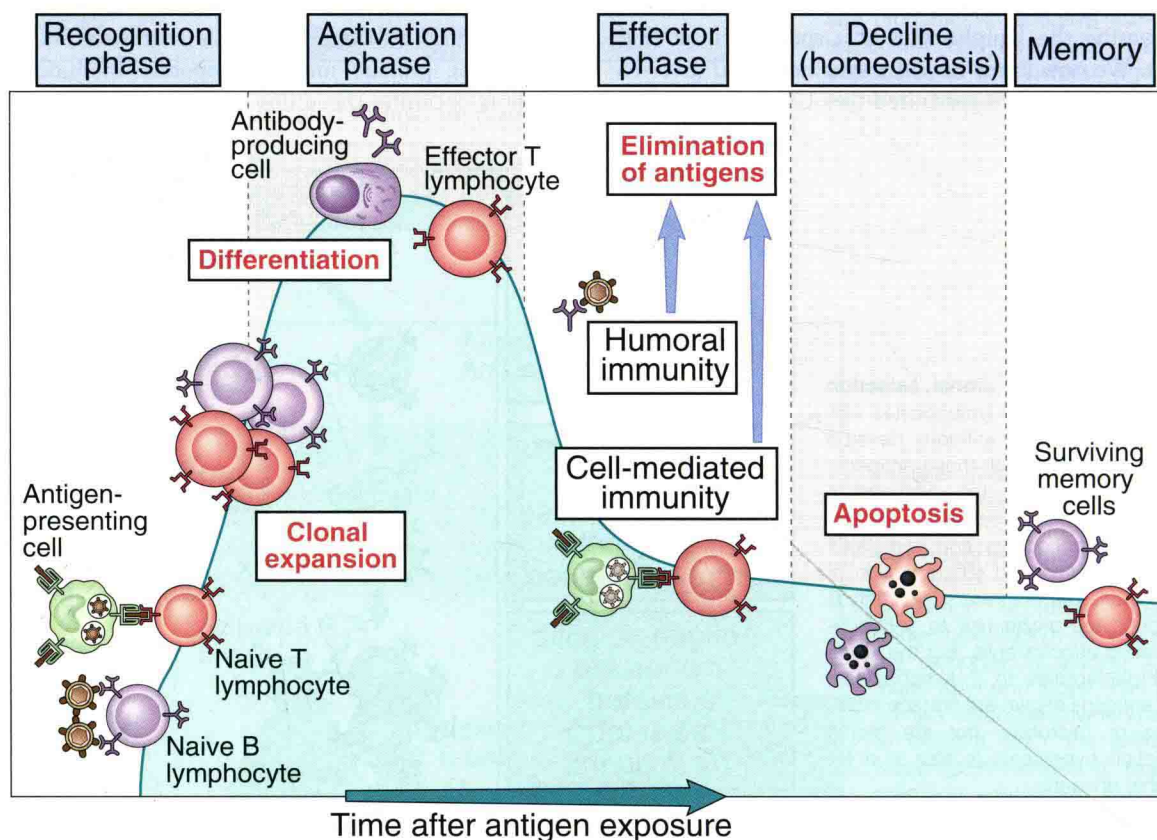 Recognition
phase
Activation
phase
Effector
phase
Decline
(homeostasis)
Memory
Antibody-
producing
cell
Effector T
lymphocyte
Elimination
of antigens
Differentiation
Humoral
immunity
Cell-mediated
immunity
Surviving
memory
cells
Antigen-
presenting
cell
Clonal
expansion
Apoptosis
Naive T
lymphocyte
Naive B
lymphocyte
Time after antigen exposure